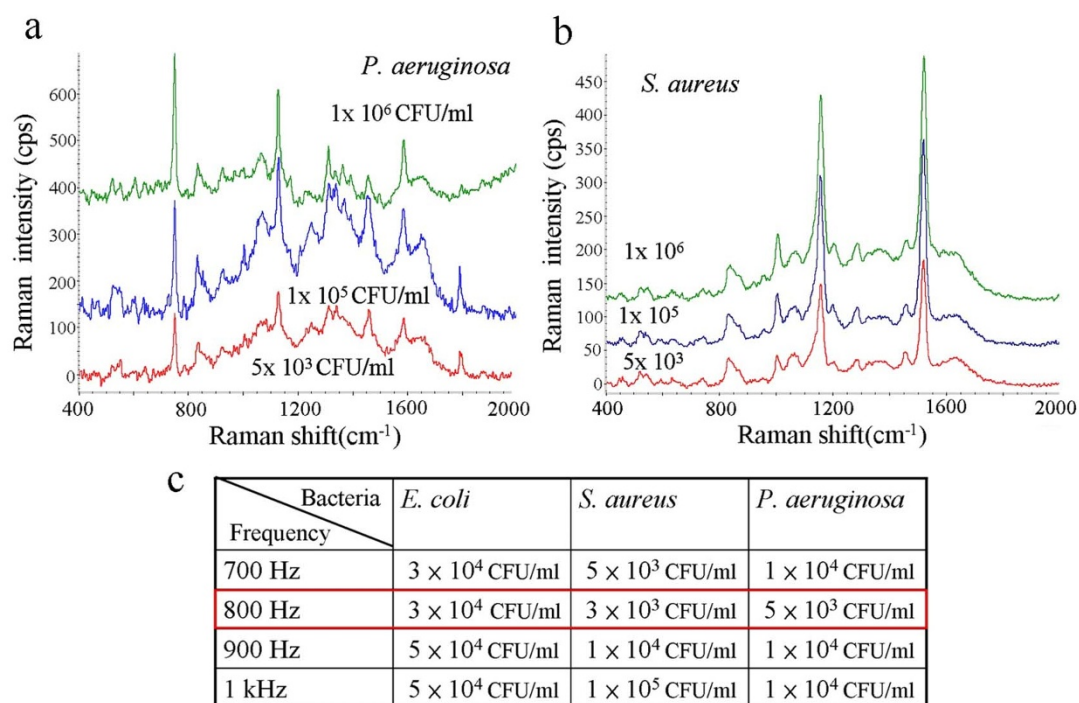 a
P. aeruginosa
1x 10⁶ CFU/ml
1x 10⁵ CFU/ml
5x 10³ CFU/ml
Raman intensity (cps)
600
500
400
300
200
100
0
400 800 1200 1600 2000
Raman shift(cm⁻¹)
b
S. aureus
1x 10⁶
1x 10⁵
5x 10³
Raman intensity (cps)
450
400
350
300
250
200
150
100
50
0
400 800 1200 1600 2000
Raman shift(cm⁻¹)
c
Bacteria E. coli S. aureus P. aeruginosa
Frequency
700 Hz 3 × 10⁴ CFU/ml 5 × 10³ CFU/ml 1 × 10⁴ CFU/ml
800 Hz 3 × 10⁴ CFU/ml 3 × 10³ CFU/ml 5 × 10³ CFU/ml
900 Hz 5 × 10⁴ CFU/ml 1 × 10⁴ CFU/ml 1 × 10⁴ CFU/ml
1 kHz 5 × 10⁴ CFU/ml 1 × 10⁵ CFU/ml 1 × 10⁴ CFU/ml